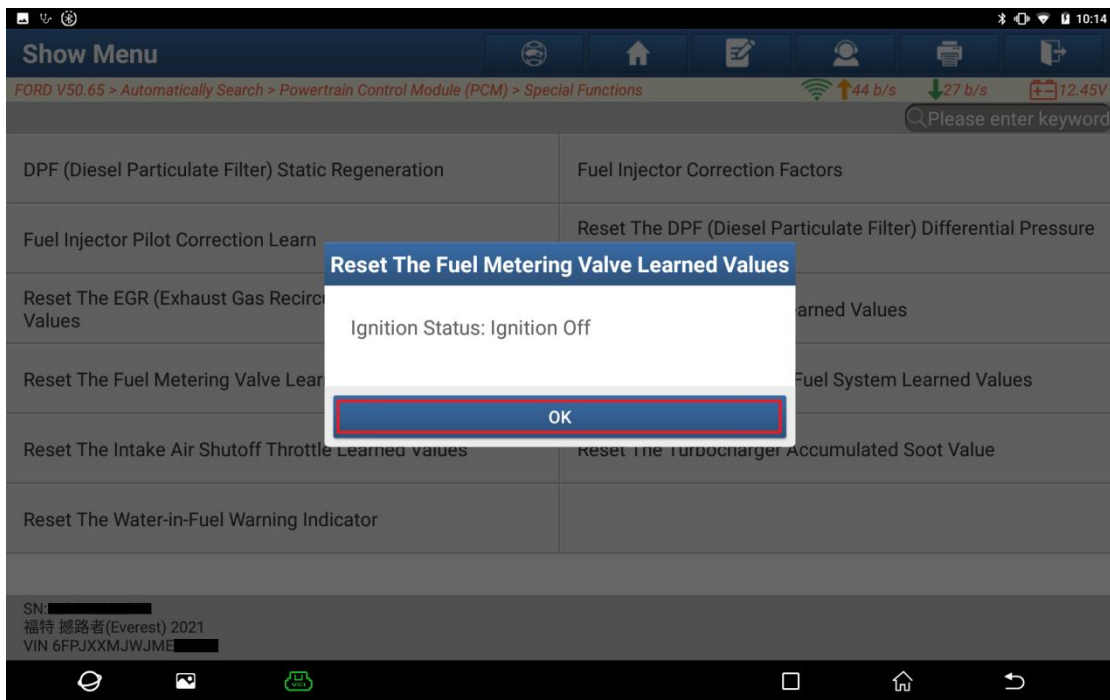 10:14
Show Menu
FORD V50.65 > Automatically Search > Powertrain Control Module (PCM) > Special Functions
44 b/s
27 b/s
12.45V
Please enter keyword
DPF (Diesel Particulate Filter) Static Regeneration
Fuel Injector Correction Factors
Fuel Injector Pilot Correction Learn
Reset The DPF (Diesel Particulate Filter) Differential Pressure
Reset The Fuel Metering Valve Learned Values
Reset The EGR (Exhaust Gas
Values
arned Values
Ignition Status: Ignition Off
Reset The Fuel Metering Valve
Fuel System Learned Values
OK
Reset The Intake Air Shutoff Throttle Learned Values
Reset The Turbocharger Accumulated Soot Value
Reset The Water-in-Fuel Warning Indicator
SN:
福特 撼路者(Everest) 2021
VIN 6FPJXXMJWJME
VCI